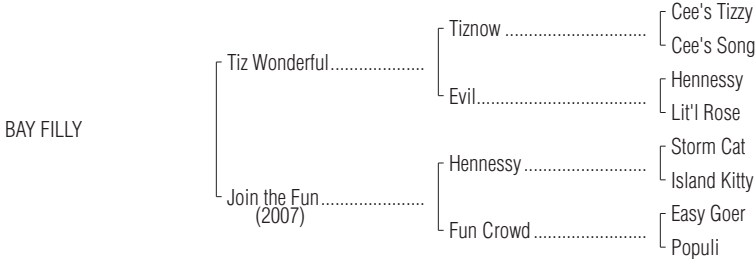 Cee's Tizzy
Tiznow ..............................
Cee's Song
Tiz Wonderful....................
Hennessy
Evil....................................
Lit'l Rose
BAY FILLY
Storm Cat
Hennessy ..........................
Island Kitty
Join the Fun......................
(2007)
Easy Goer
Fun Crowd ........................
Populi